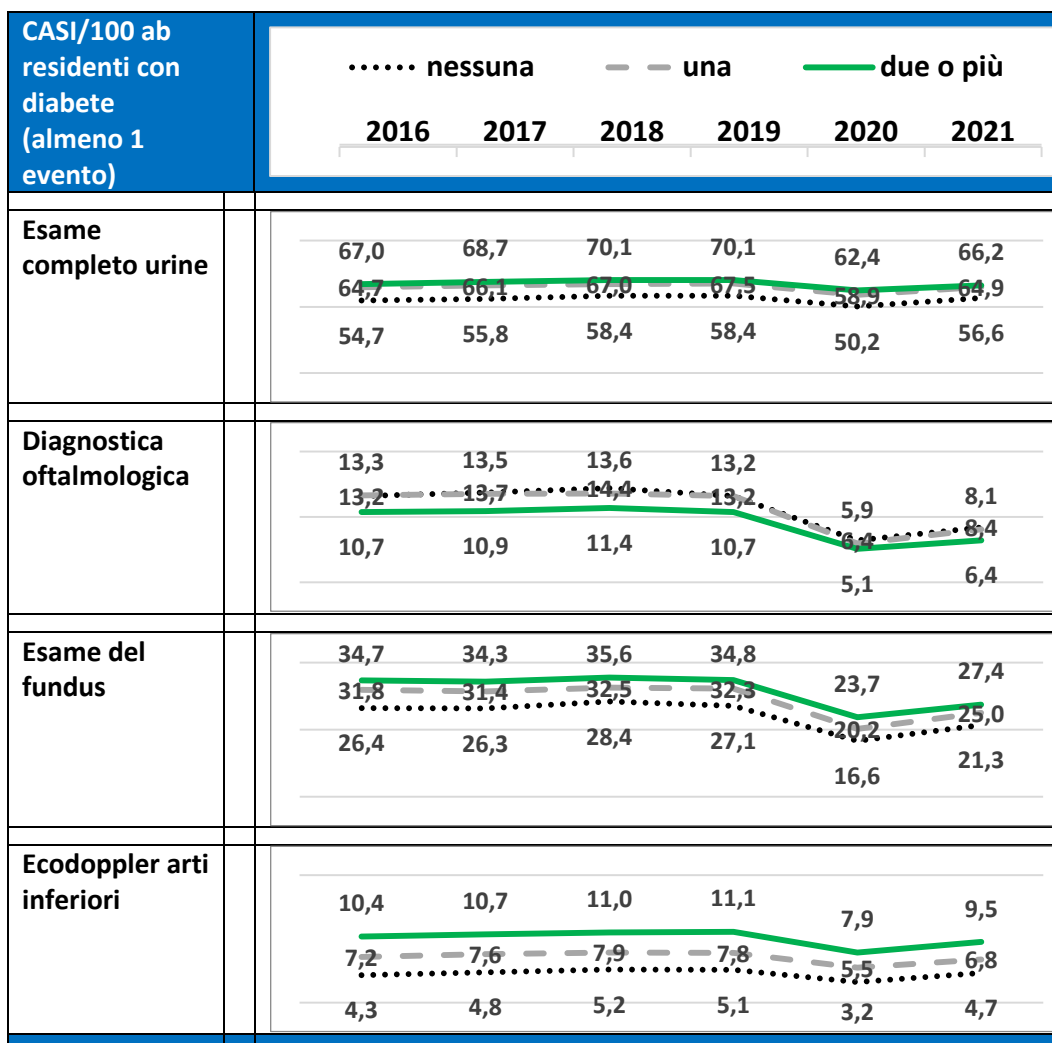 CASI/100 ab
residenti con
diabete
(almeno 1
evento)
nessuna una due o più
2016 2017 2018 2019 2020 2021
Esame
completo urine
67,0 68,7 70,1 70,1 62,4 66,2
64,7 66,1 67,0 67,5 58,9 64,9
54,7 55,8 58,4 58,4 50,2 56,6
Diagnostica
oftalmologica
13,3 13,5 13,6 13,2 5,9 8,1
13,2 13,7 14,4 13,2 6,4 8,4
10,7 10,9 11,4 10,7 5,1 6,4
Esame del
fundus
34,7 34,3 35,6 34,8 23,7 27,4
31,8 31,4 32,5 32,3 20,2 25,0
26,4 26,3 28,4 27,1 16,6 21,3
Ecodoppler arti
inferiori
10,4 10,7 11,0 11,1 7,9 9,5
7,2 7,6 7,9 7,8 5,5 6,8
4,3 4,8 5,2 5,1 3,2 4,7